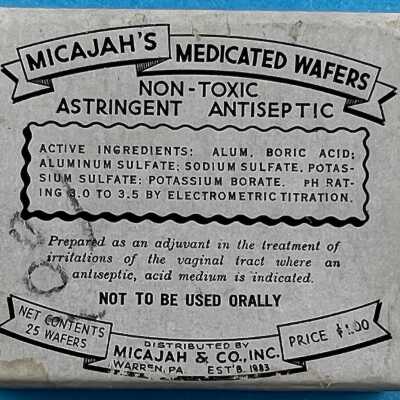 MICAJAH'S MEDICATED WAFERS
NON-TOXIC
ASTRINGENT ANTISEPTIC
ACTIVE INGREDIENTS: ALUM, BORIC ACID;
ALUMINUM SULFATE; SODIUM SULFATE, POTAS-
SIUM SULFATE; POTASSIUM BORATE. PH RAT-
ING 3.0 TO 3.5 BY ELECTROMETRIC TITRATION.
Prepared as an adjuvant in the treatment of
irritations of the vaginal tract where an
antiseptic, acid medium is indicated.
NOT TO BE USED ORALLY
NET CONTENTS
25 WAFERS
DISTRIBUTED BY
MICAJAH & CO., INC.
WARREN, PA. EST'B. 1883
PRICE $1.00